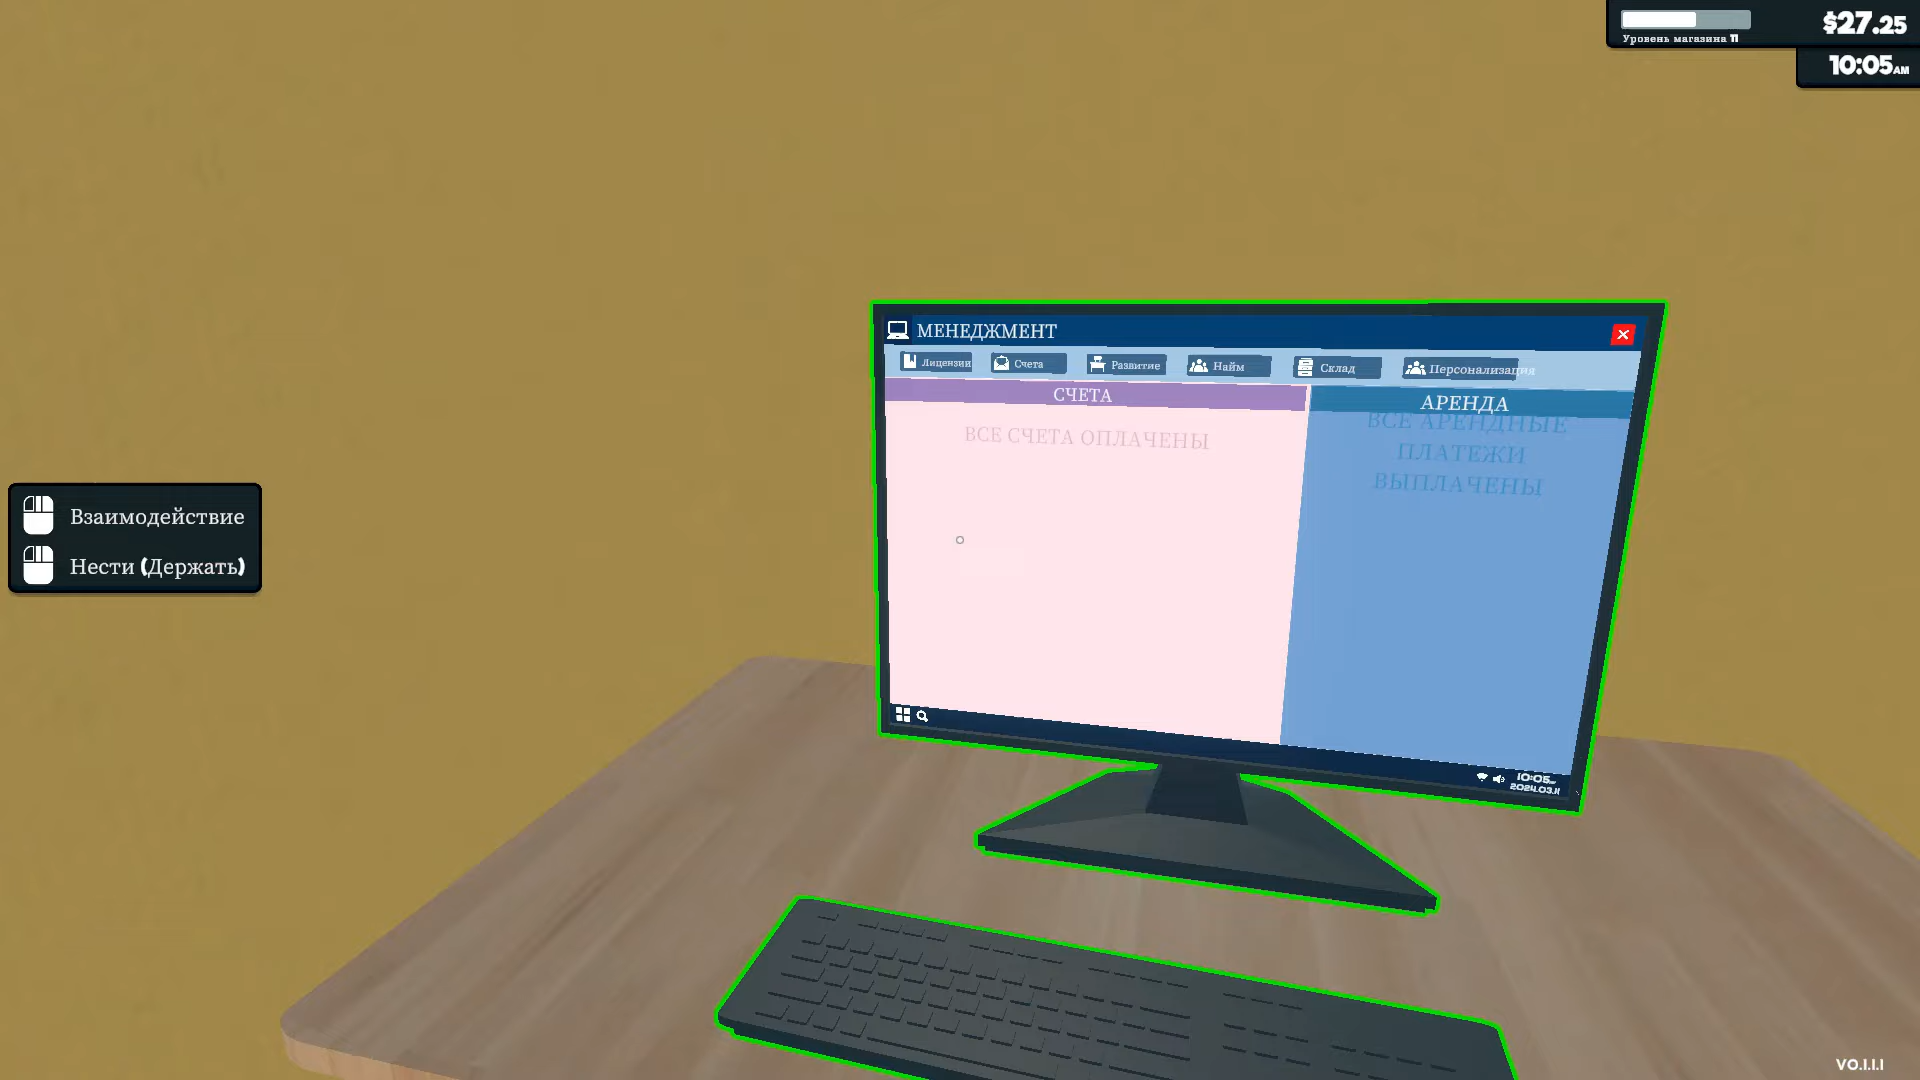 $27.25
Уровень магазина 11
10:05AM
МЕНЕДЖМЕНТ
Лицензии Счета Развитие Найм Склад Персонализация
СЧЕТА
АРЕНДА
ВСЕ СЧЕТА ОПЛАЧЕНЫ
ВСЕ АРЕНДНЫЕ
ПЛАТЕЖИ
ВЫПЛАЧЕНЫ
Взаимодействие
Нести (Держать)
10:05AM
2024.03.11
V0.1.1.1